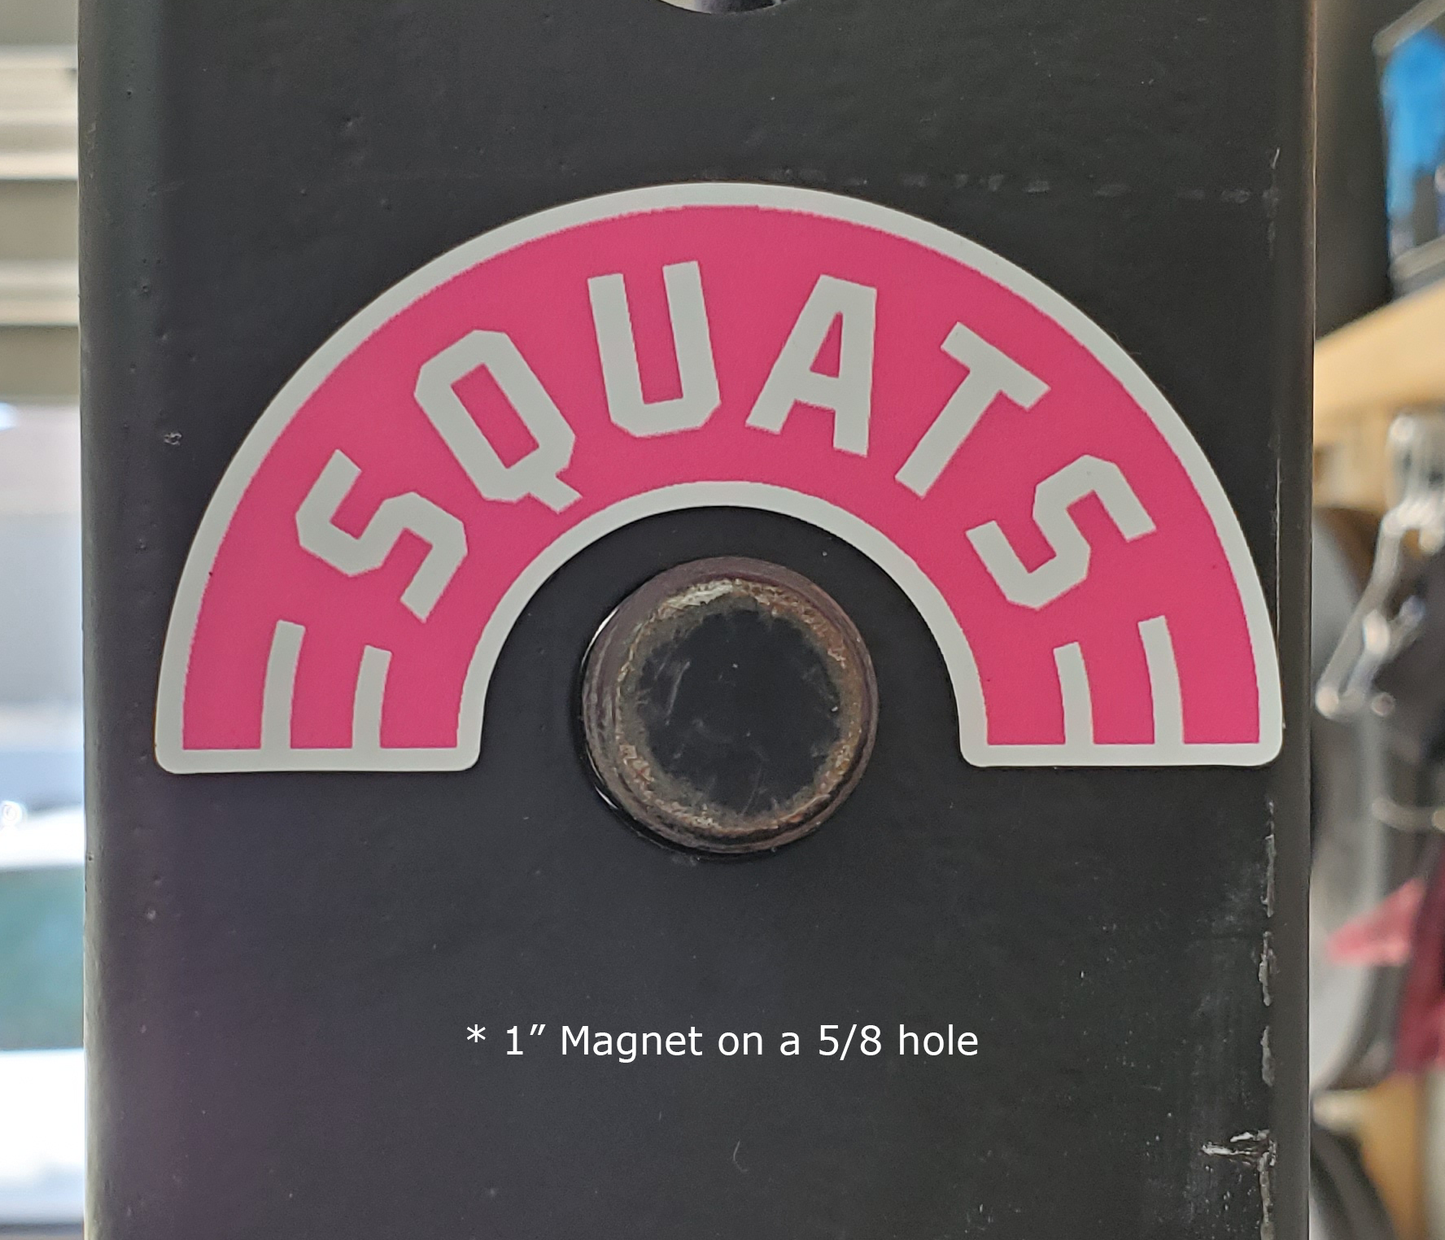 SQUATS
* 1” Magnet on a 5/8 hole